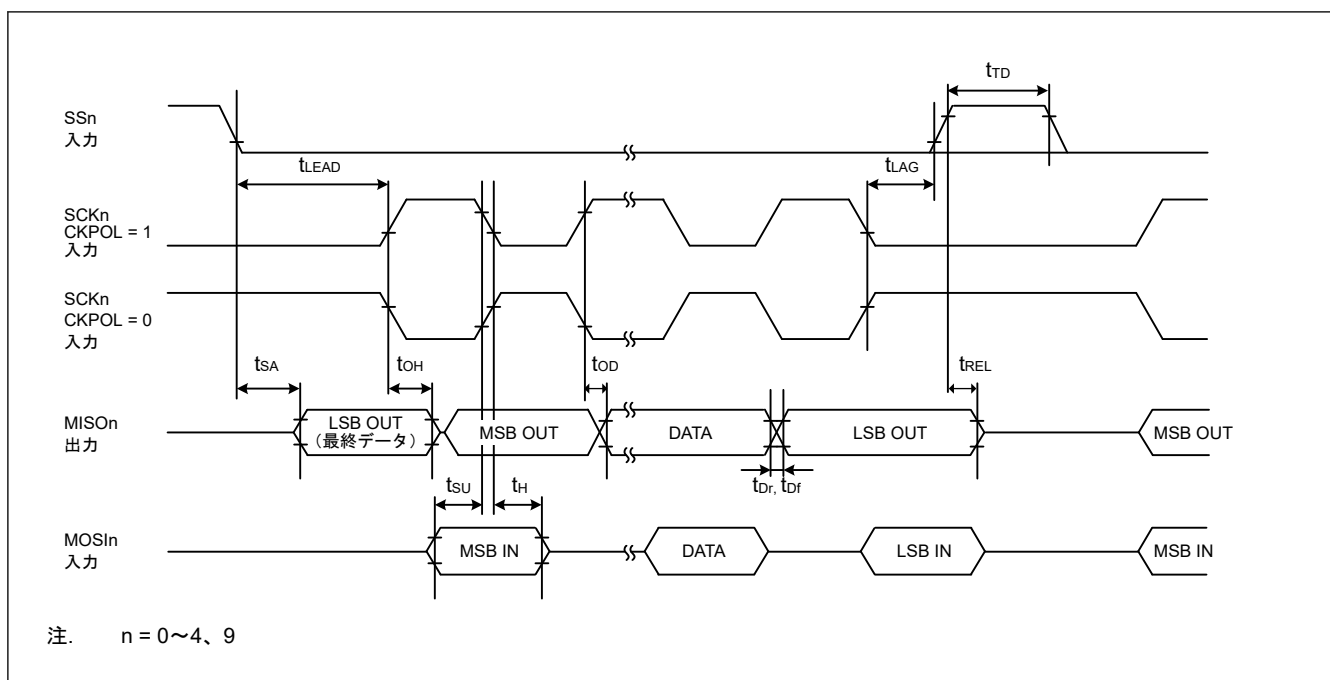 tTD
SSn
入力
tLEAD
tLAG
SCKn
CKPOL = 1
入力
SCKn
CKPOL = 0
入力
tSA
tOH
tOD
tREL
MISOn
出力
LSB OUT
(最終データ)
MSB OUT
DATA
LSB OUT
MSB OUT
tSU
tH
tDr, tDf
MOSIn
入力
MSB IN
DATA
LSB IN
MSB IN
注. n = 0～4、9